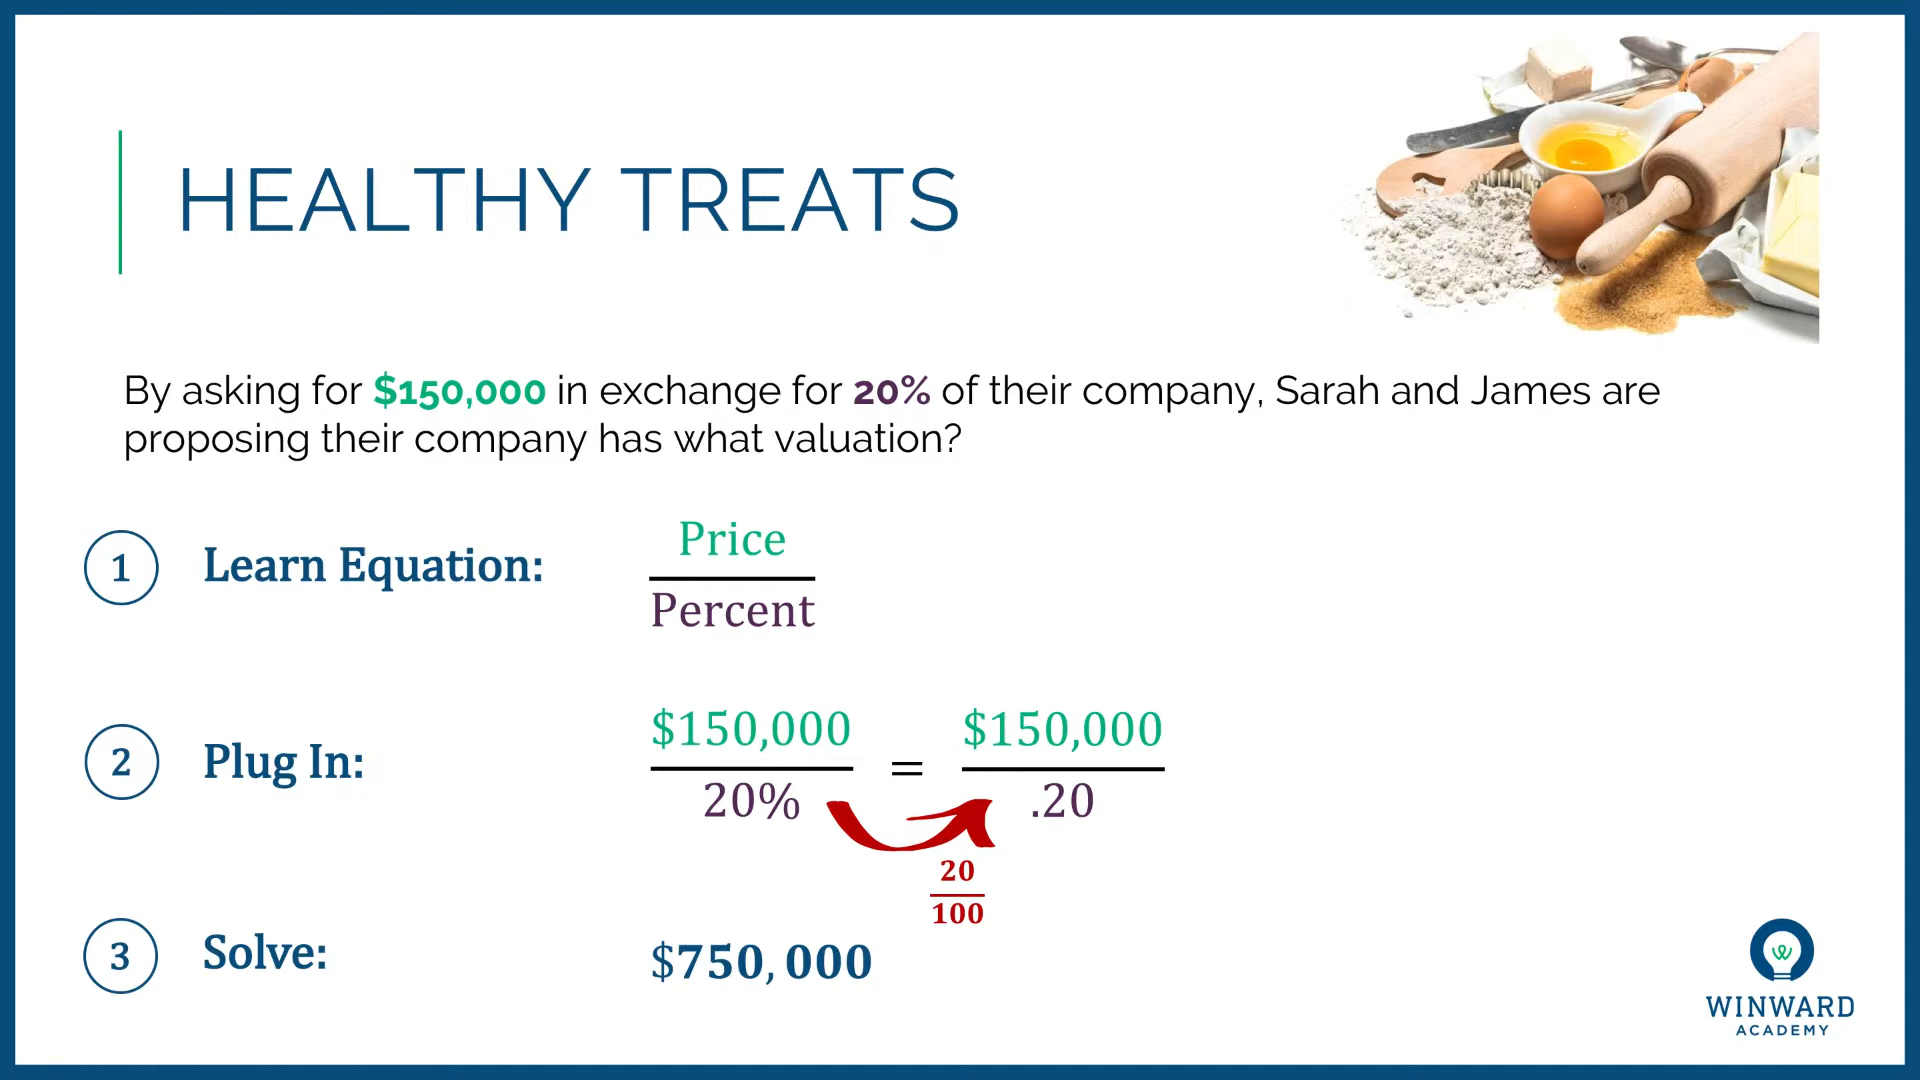 HEALTHY TREATS
By asking for $150,000 in exchange for 20% of their company, Sarah and James are
proposing their company has what valuation?
1 Learn Equation:
Price
Percent
2 Plug In:
$150,000 = $150,000
20% .20
20
100
3 Solve: $750,000
WINWARD
ACADEMY